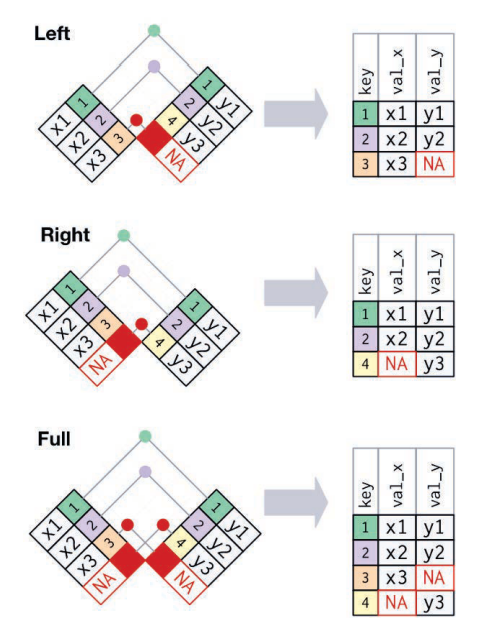 Left
1 x1
2 x2
3 x3
1 y1
2 y2
4 y3
NA
key val_x val_y
1 x1 y1
2 x2 y2
3 x3 NA
Right
1 x1
2 x2
3 x3
NA
1 y1
2 y2
4 y3
key val_x val_y
1 x1 y1
2 x2 y2
4 NA y3
Full
1 x1
2 x2
3 x3
NA
1 y1
2 y2
4 y3
NA
key val_x val_y
1 x1 y1
2 x2 y2
3 x3 NA
4 NA y3